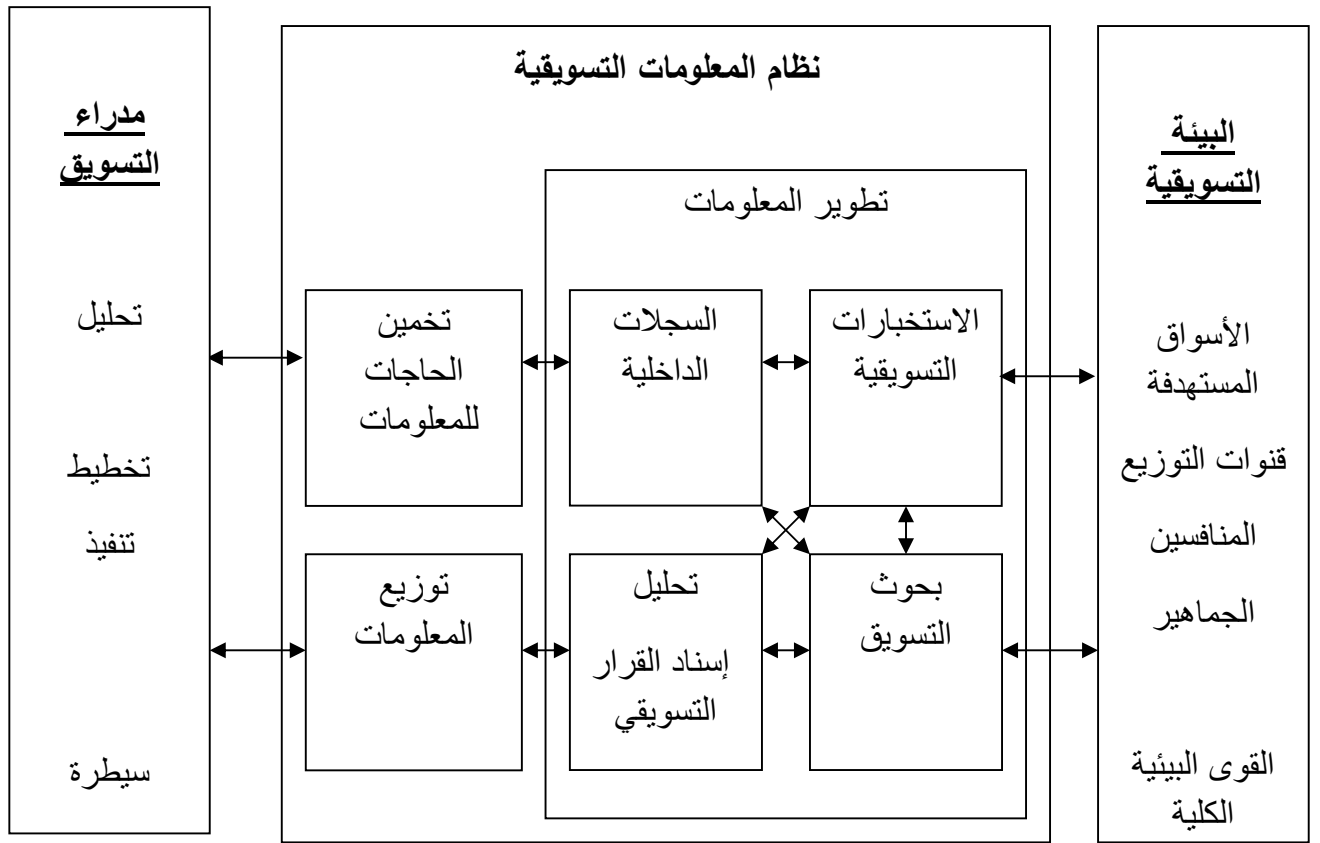 نظام المعلومات التسويقية
البيئة
التسويقية
الأسواق
المستهدفة
قنوات التوزيع
المنافسين
الجماهير
القوى البيئية
الكلية
تطوير المعلومات
الاستخبارات
التسويقية
السجلات
الداخلية
تخمين
الحاجات
للمعلومات
بحوث
التسويق
تحليل
إسناد القرار
التسويقي
توزيع
المعلومات
مدراء
التسويق
تحليل
تخطيط
تنفيذ
سيطرة